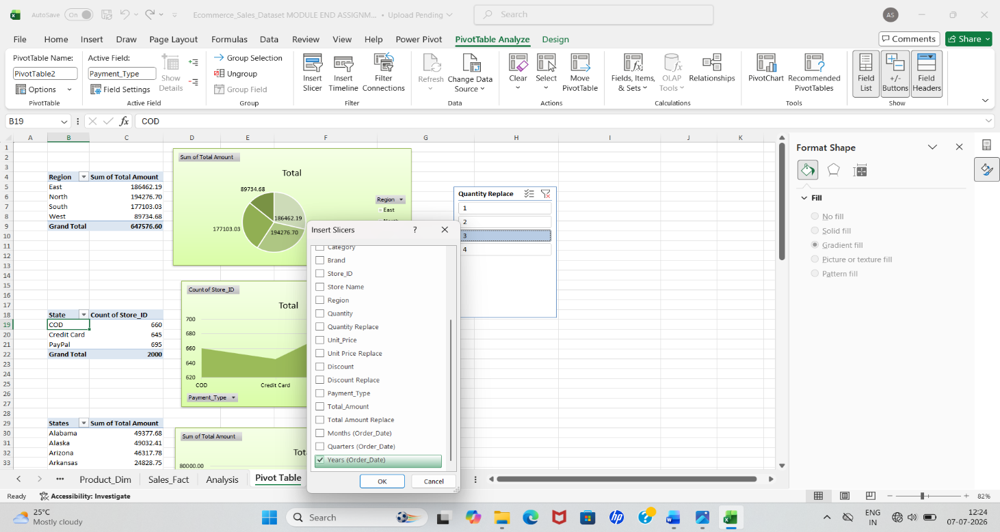 AutoSave On Ecommerce_Sales_Dataset MODULE END ASSIGNM... • Upload Pending Search AS
File Home Insert Draw Page Layout Formulas Data Review View Help Power Pivot PivotTable Analyze Design Comments Share
PivotTable Name:
PivotTable2
Options
PivotTable
Active Field:
Payment_Type
Field Settings
Show Details
Active Field
Group Selection
Ungroup
Group Field
Group
Insert Slicer
Insert Timeline
Filter Connections
Filter
Refresh
Change Data Source
Data
Clear
Select
Move PivotTable
Actions
Fields, Items, & Sets
OLAP Tools
Relationships
Calculations
PivotChart
Recommended PivotTables
Tools
Field List
+/- Buttons
Field Headers
Show
B19 fx COD
A B C D E F G H I J K
1
2
3
4 Region Sum of Total Amount
5 East 186462.19
6 North 194276.70
7 South 177103.03
8 West 89734.68
9 Grand Total 647576.60
10
11
12
13
14
15
16
17
18 State Count of Store_ID
19 COD 660
20 Credit Card 645
21 PayPal 695
22 Grand Total 2000
23
24
25
26
27
28
29 States Sum of Total Amount
30 Alabama 49377.68
31 Alaska 49032.41
32 Arizona 46317.78
33 Arkansas 24828.75
Sum of Total Amount
Total
89734.68
186462.19
177103.03
194276.70
Region
East
Count of Store_ID
Total
700
680
660
640
620
COD Credit Card
Payment_Type
Sum of Total Amount
80000.00
Quantity Replace
1
2
3
4
Insert Slicers ?
Category
Brand
Store_ID
Store Name
Region
Quantity
Quantity Replace
Unit_Price
Unit Price Replace
Discount
Discount Replace
Payment_Type
Total_Amount
Total Amount Replace
Months (Order_Date)
Quarters (Order_Date)
Years (Order_Date)
OK Cancel
Format Shape
Fill
No fill
Solid fill
Gradient fill
Picture or texture fill
Pattern fill
Product_Dim Sales_Fact Analysis Pivot Table
Ready Accessibility: Investigate 82%
25°C
Mostly cloudy
Search
ENG
IN
12:24
07-07-2026